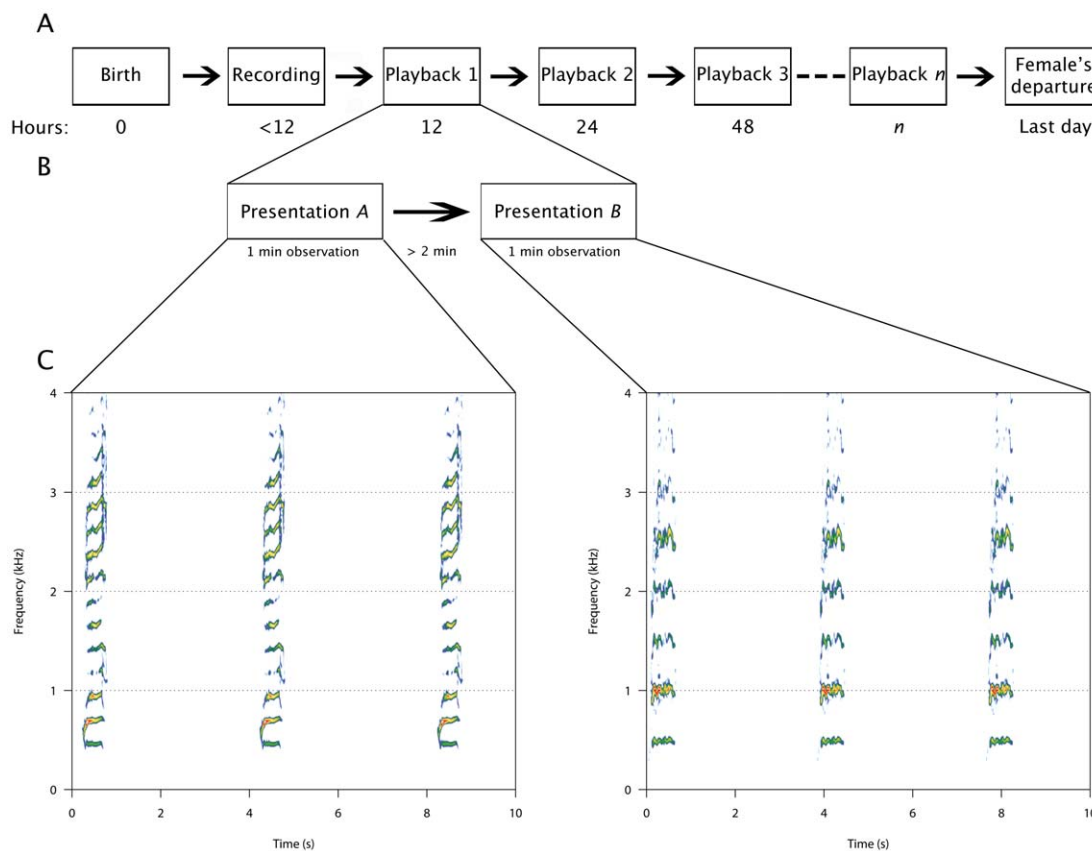 A
Birth
Recording
Playback 1
Playback 2
Playback 3
Playback n
Female's
departure
Hours: 0 <12 12 24 48 n Last day
B
Presentation A
Presentation B
1 min observation > 2 min 1 min observation
C
4
3
2
1
0
Frequency (kHz)
0 2 4 6 8 10
Time (s)
4
3
2
1
0
Frequency (kHz)
0 2 4 6 8 10
Time (s)